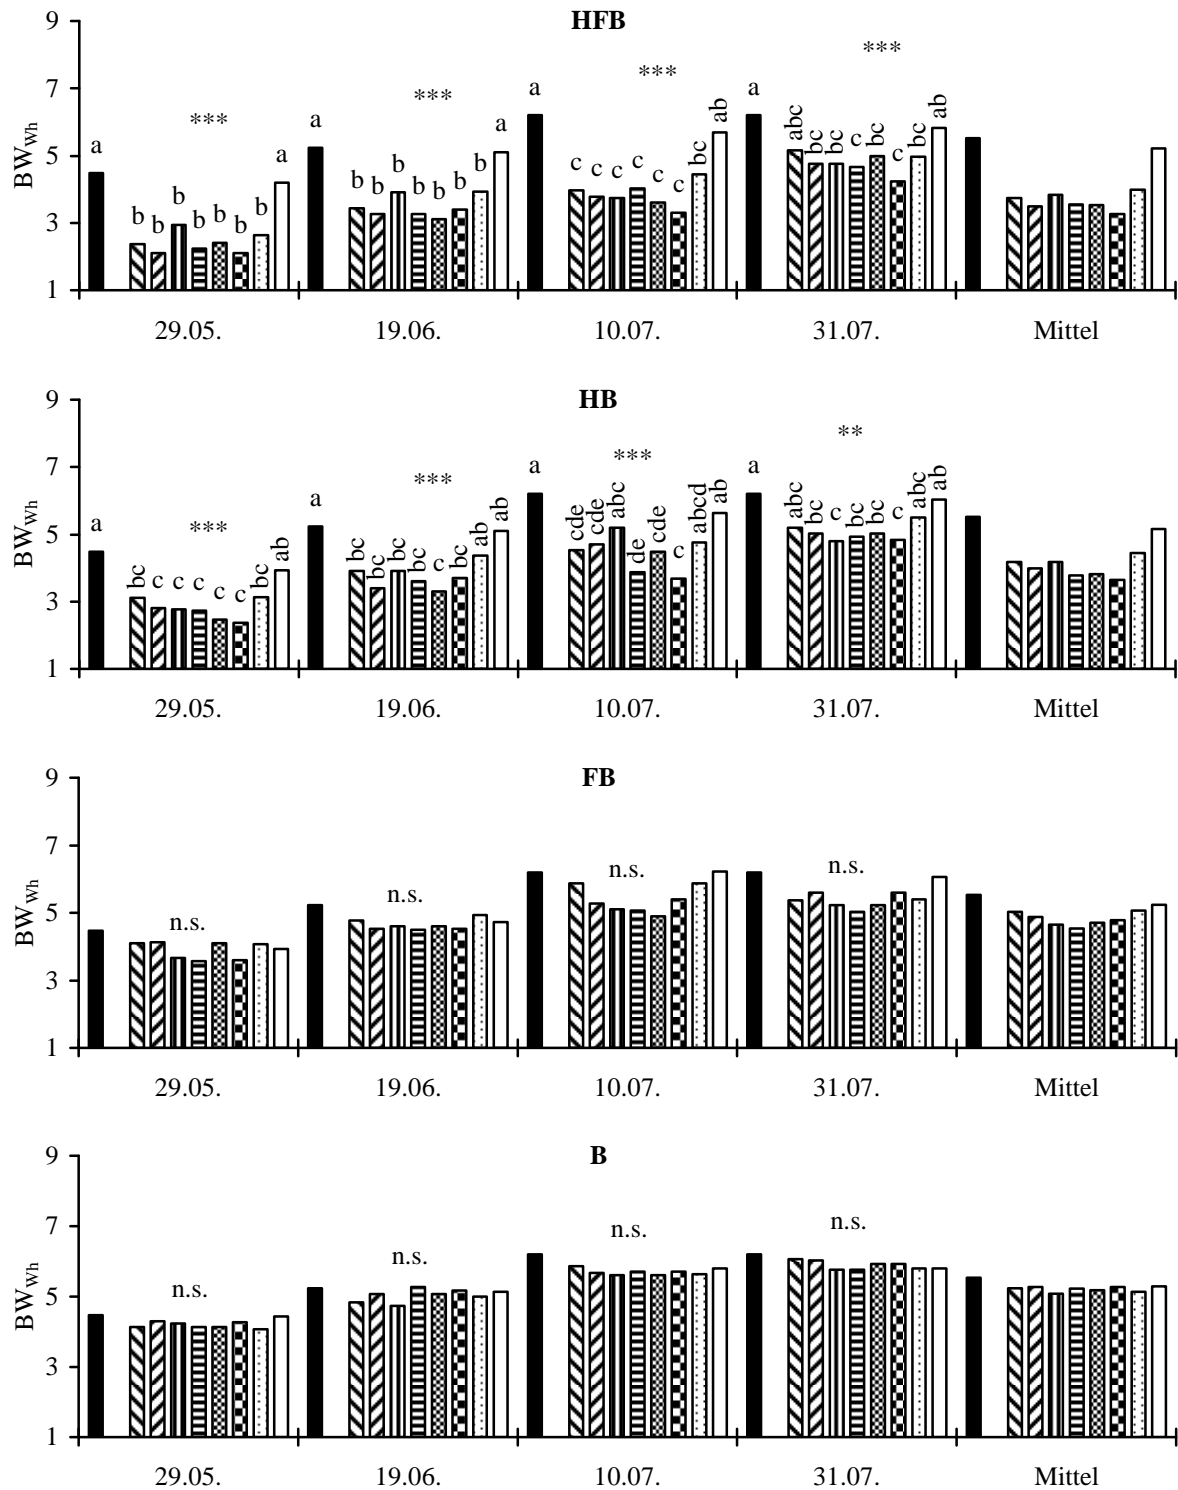 HFB
9
7
5
3
1
BW_Wh
a b b b b b b b a ***
a b b b b b b b a ***
a c c c c c c bc ab ***
a abc bc bc c bc c bc ab ***
29.05. 19.06. 10.07. 31.07. Mittel
HB
9
7
5
3
1
BW_Wh
a bc c c c c c bc ab ***
a bc bc bc bc c bc ab ab ***
a cde cde abc de cde c abcd ab ***
a abc bc c bc bc c abc ab **
29.05. 19.06. 10.07. 31.07. Mittel
FB
9
7
5
3
1
BW_Wh
n.s. n.s. n.s. n.s.
29.05. 19.06. 10.07. 31.07. Mittel
B
9
7
5
3
1
BW_Wh
n.s. n.s. n.s. n.s.
29.05. 19.06. 10.07. 31.07. Mittel